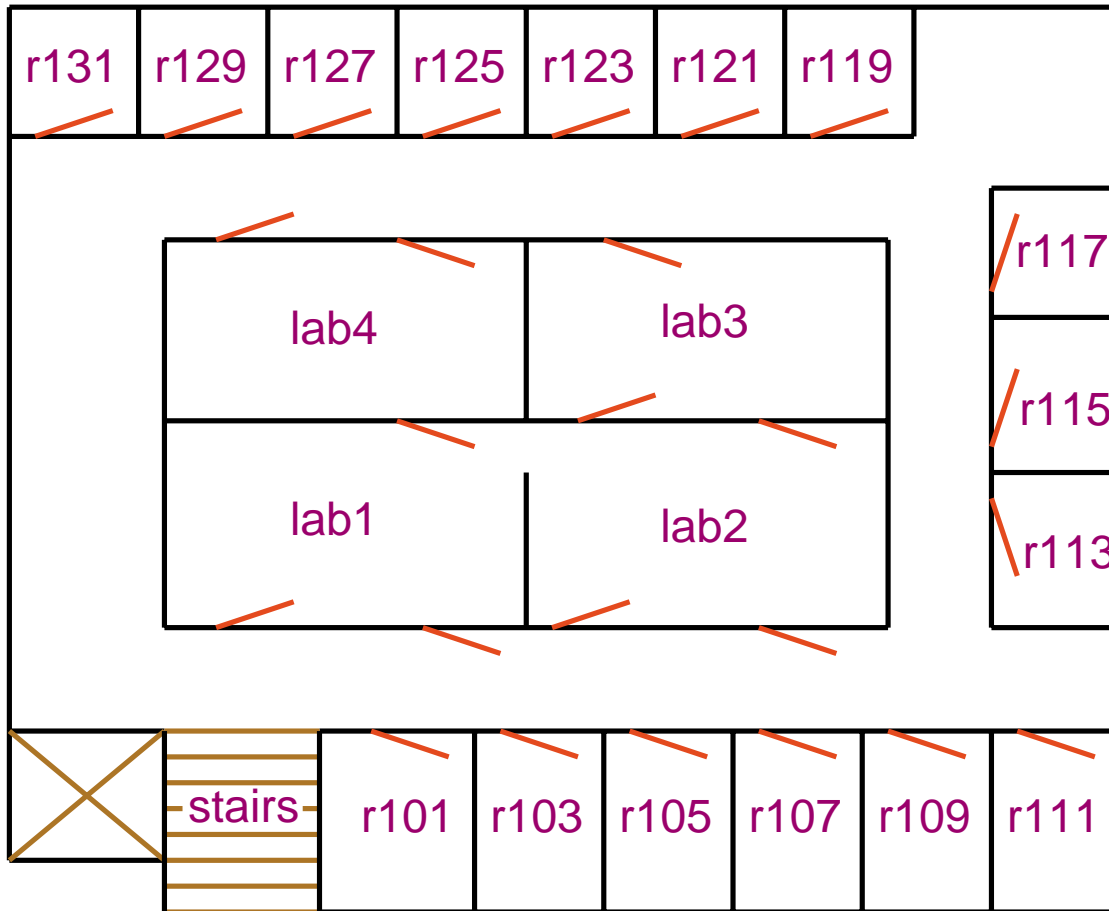 r131 r129 r127 r125 r123 r121 r119
r117
lab4 lab3
r115
lab1 lab2
r113
stairs r101 r103 r105 r107 r109 r111